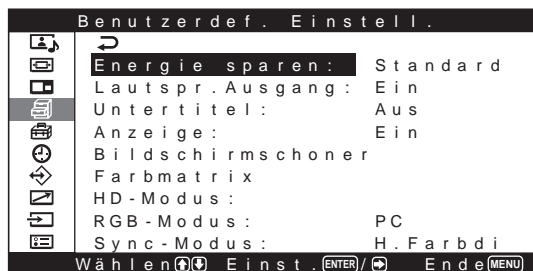 Benutzerdef. Einstell.
Energie sparen: Standard
Lautspr.Ausgang: Ein
Untertitel: Aus
Anzeige: Ein
Bildschirmschoner
Farbmatrix
HD-Modus:
RGB-Modus: PC
Sync-Modus: H.Farbdi
Wählen Einst. ENTER / Ende MENU